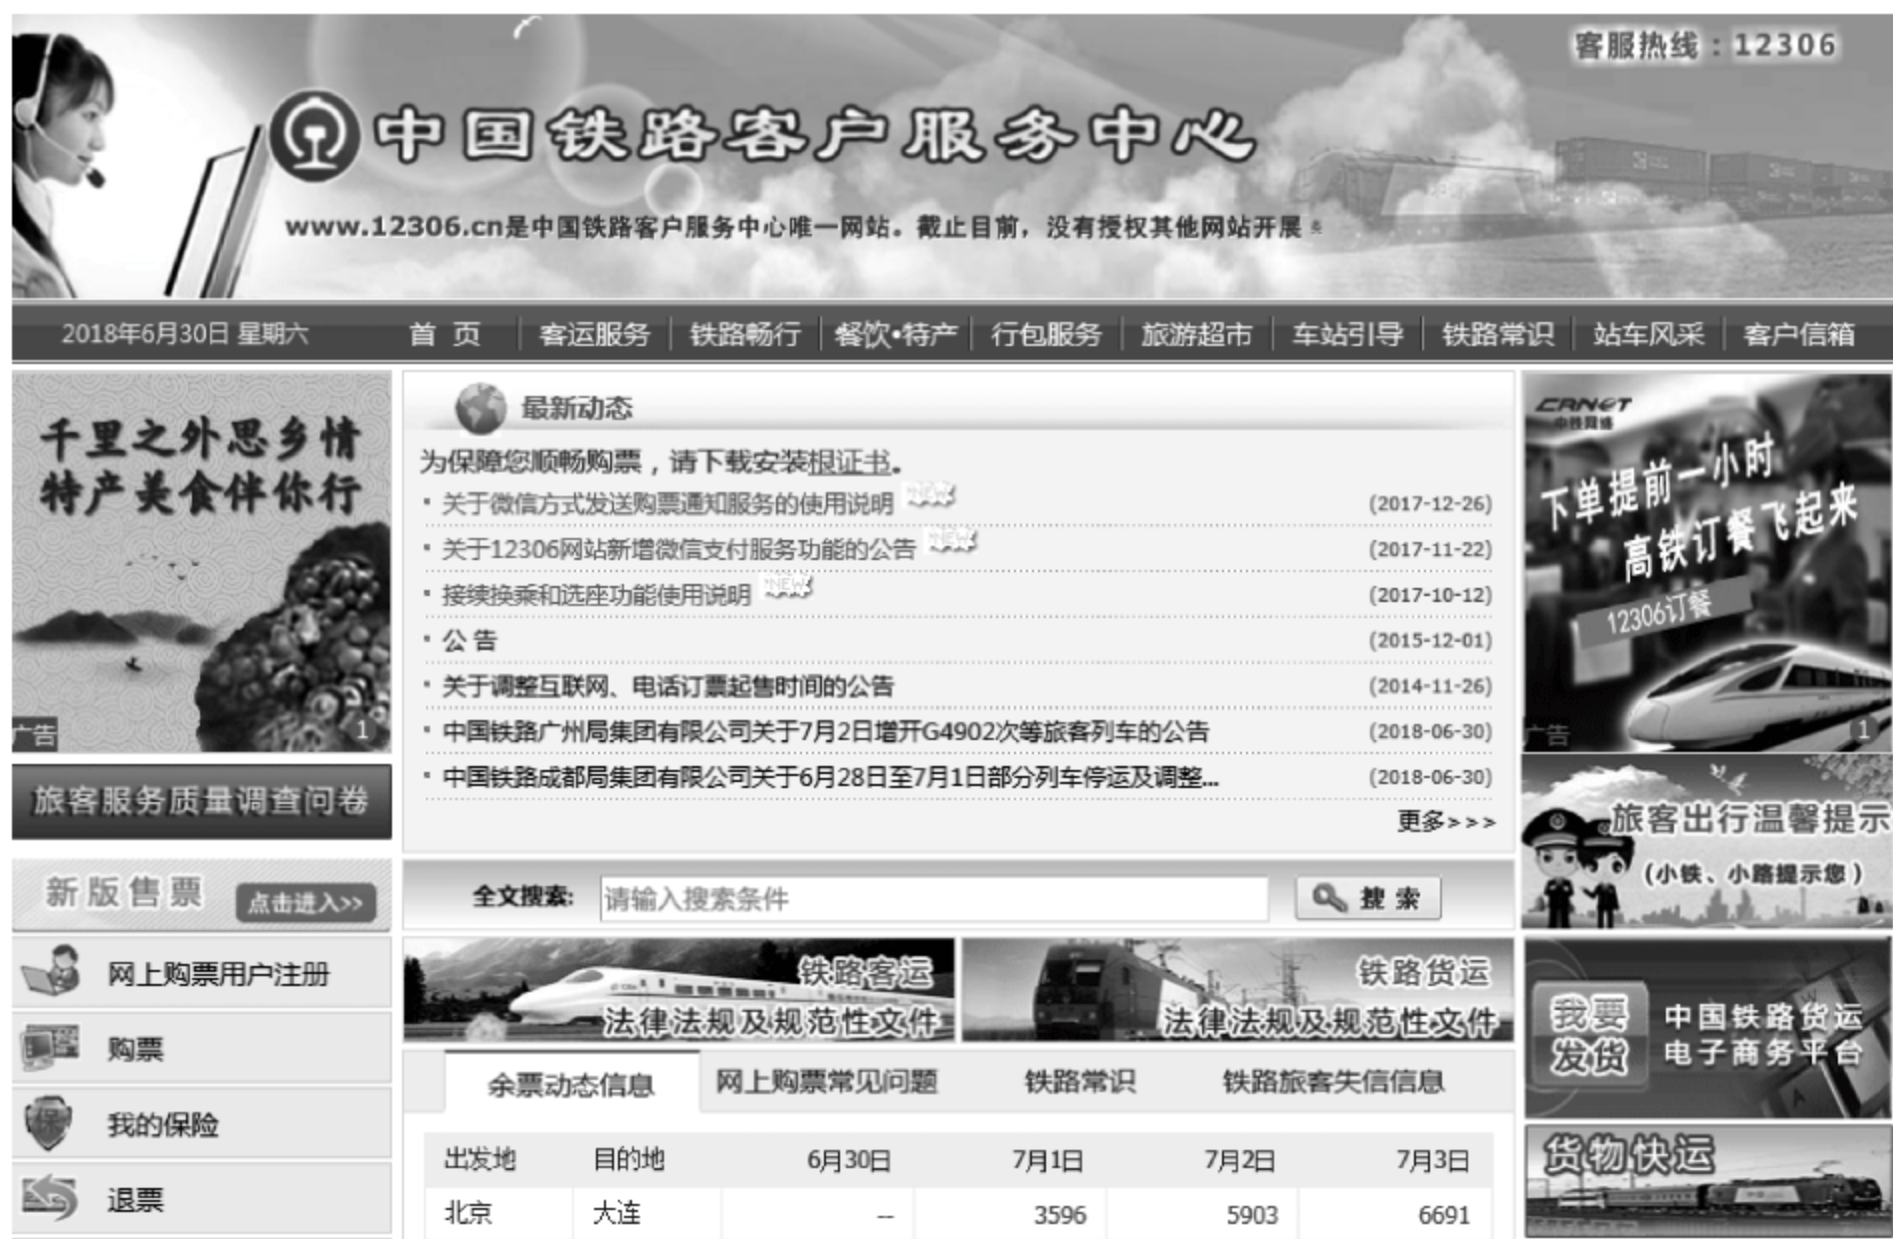 客服热线：12306
中国铁路客户服务中心
www.12306.cn是中国铁路客户服务中心唯一网站。截止目前，没有授权其他网站开展
2018年6月30日 星期六
首 页
客运服务
铁路畅行
餐饮•特产
行包服务
旅游超市
车站引导
铁路常识
站车风采
客户信箱
千里之外思乡情
特产美食伴你行
广告
1
旅客服务质量调查问卷
新版售票
点击进入>>
网上购票用户注册
购票
保
我的保险
退票
最新动态
为保障您顺畅购票，请下载安装根证书。
关于微信方式发送购票通知服务的使用说明 NEW (2017-12-26)
关于12306网站新增微信支付服务功能的公告 NEW (2017-11-22)
接续换乘和选座功能使用说明 NEW (2017-10-12)
公 告 (2015-12-01)
关于调整互联网、电话订票起售时间的公告 (2014-11-26)
中国铁路广州局集团有限公司关于7月2日增开G4902次等旅客列车的公告 (2018-06-30)
中国铁路成都局集团有限公司关于6月28日至7月1日部分列车停运及调整... (2018-06-30)
更多>>>
全文搜索:
请输入搜索条件
搜 索
铁路客运
法律法规及规范性文件
铁路货运
法律法规及规范性文件
余票动态信息
网上购票常见问题
铁路常识
铁路旅客失信信息
出发地 目的地 6月30日 7月1日 7月2日 7月3日
北京 大连 -- 3596 5903 6691
CRNET
中铁网络
下单提前一小时
高铁订餐飞起来
12306订餐
广告
1
旅客出行温馨提示
(小铁、小路提示您)
我要
发货
中国铁路货运
电子商务平台
货物快运